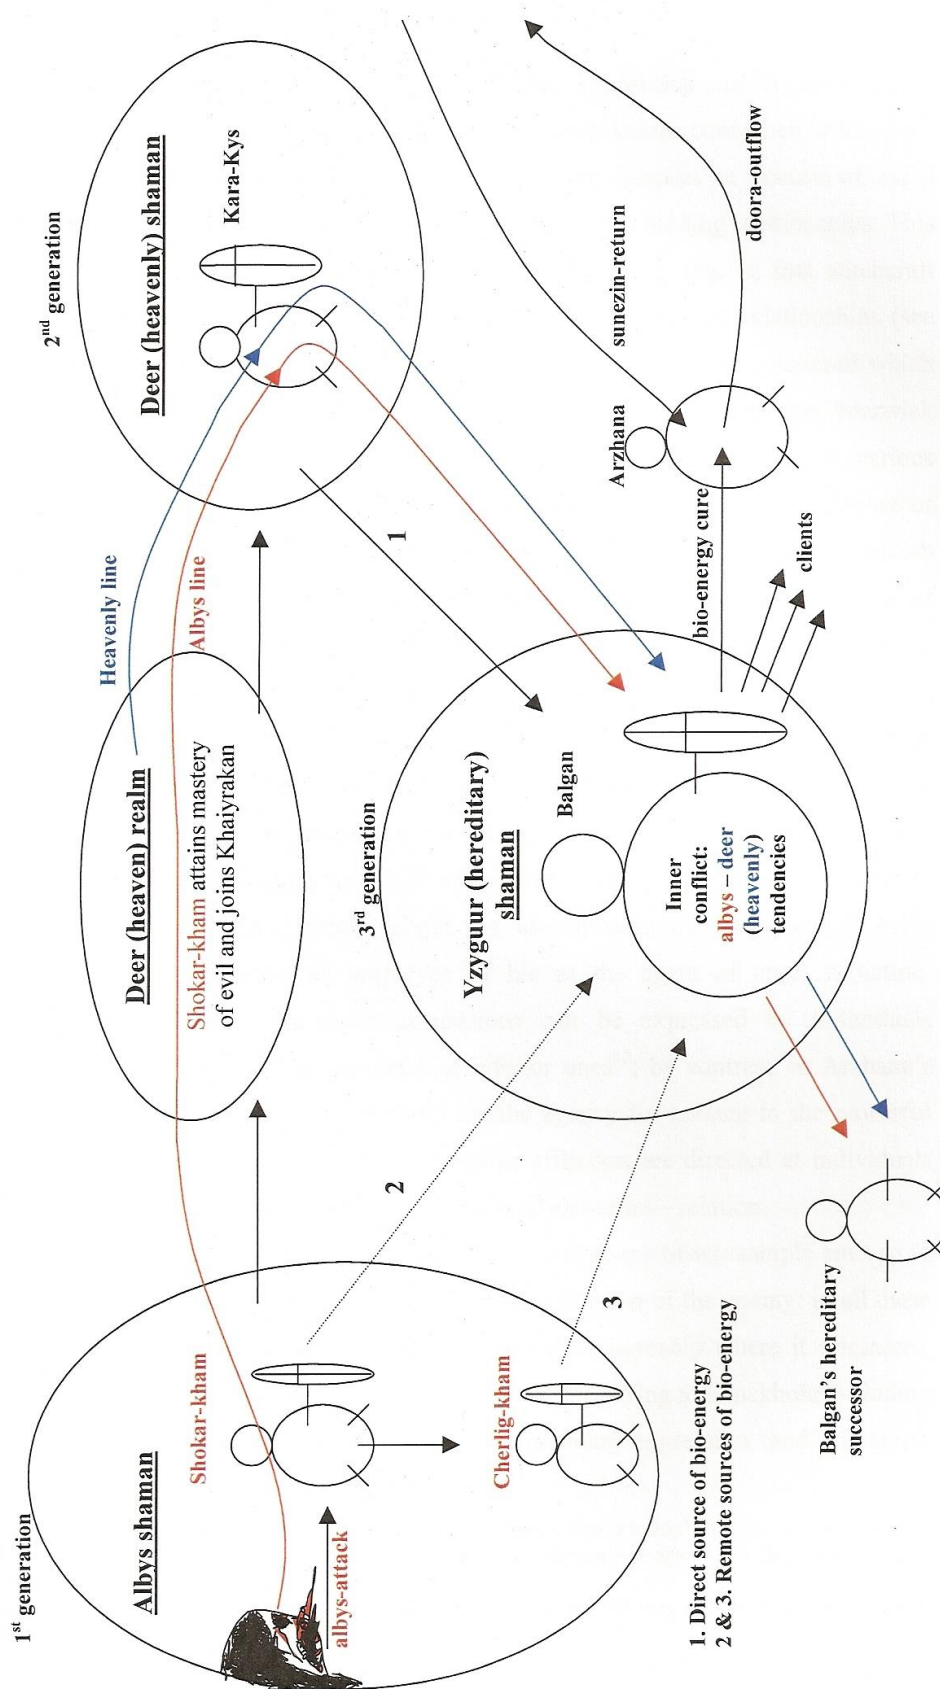 1st generation
Albys shaman
Shokar-kham
albys-attack
Cherlig-kham
Deer (heaven) realm
Shokar-kham attains mastery
of evil and joins Khaiyrakan
Heavenly line
Albys line
2nd generation
Deer (heavenly) shaman
Kara-Kys
1
2
3
3rd generation
Yzyguur (hereditary)
shaman
Balgan
Inner
conflict:
albys – deer
(heavenly)
tendencies
bio-energy cure
clients
Arzhana
sunezin-return
doora-outflow
Balgan's hereditary
successor
1. Direct source of bio-energy
2 & 3. Remote sources of bio-energy